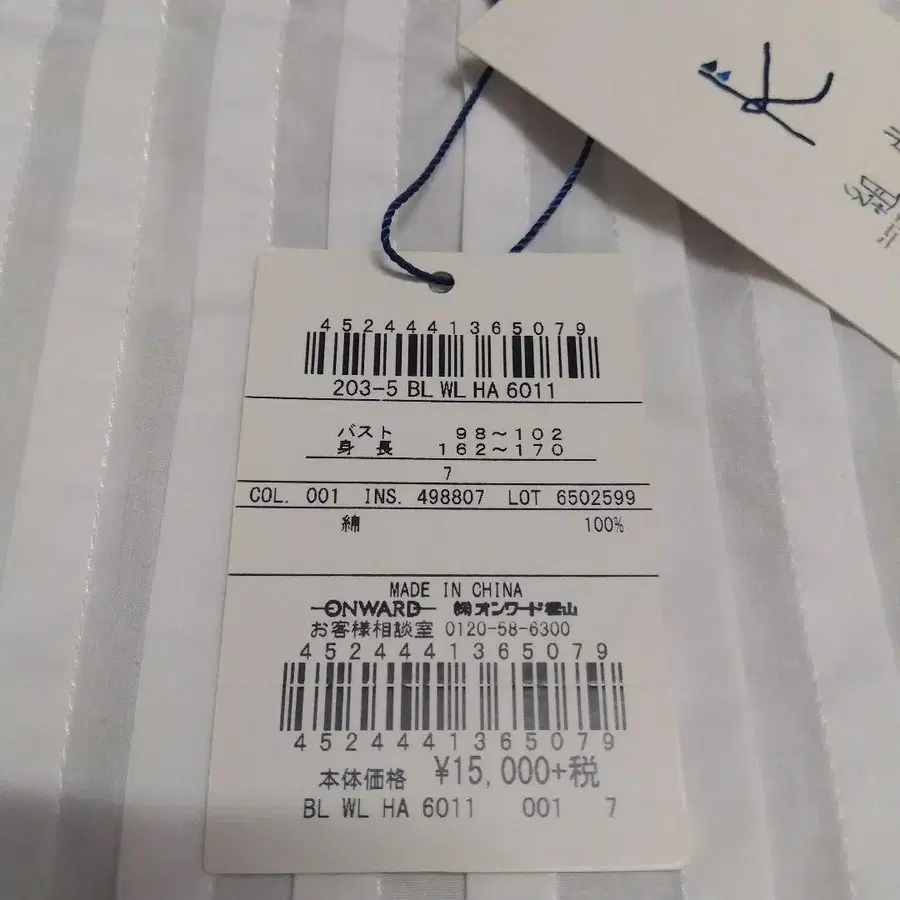 4524441365079
203-5 BL WL HA 6011
バスト 98~102
身長 162~170
7
COL. 001 INS. 498807 LOT 6502599
綿 100%
MADE IN CHINA
ONWARD ㈱オンワード樫山
お客様相談室 0120-58-6300
4524441365079
4524441365079
本体価格 ¥15,000+税
BL WL HA 6011 001 7